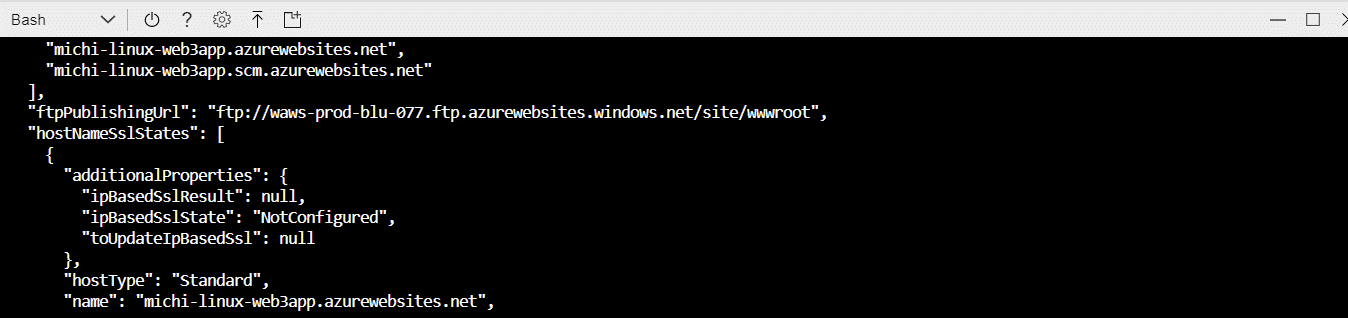 Bash
"michi-linux-web3app.azurewebsites.net",
"michi-linux-web3app.scm.azurewebsites.net"
],
"ftpPublishingUrl": "ftp://waws-prod-blu-077.ftp.azurewebsites.windows.net/site/wwwroot",
"hostNameSslStates": [
{
"additionalProperties": {
"ipBasedSslResult": null,
"ipBasedSslState": "NotConfigured",
"toUpdateIpBasedSsl": null
},
"hostType": "Standard",
"name": "michi-linux-web3app.azurewebsites.net",